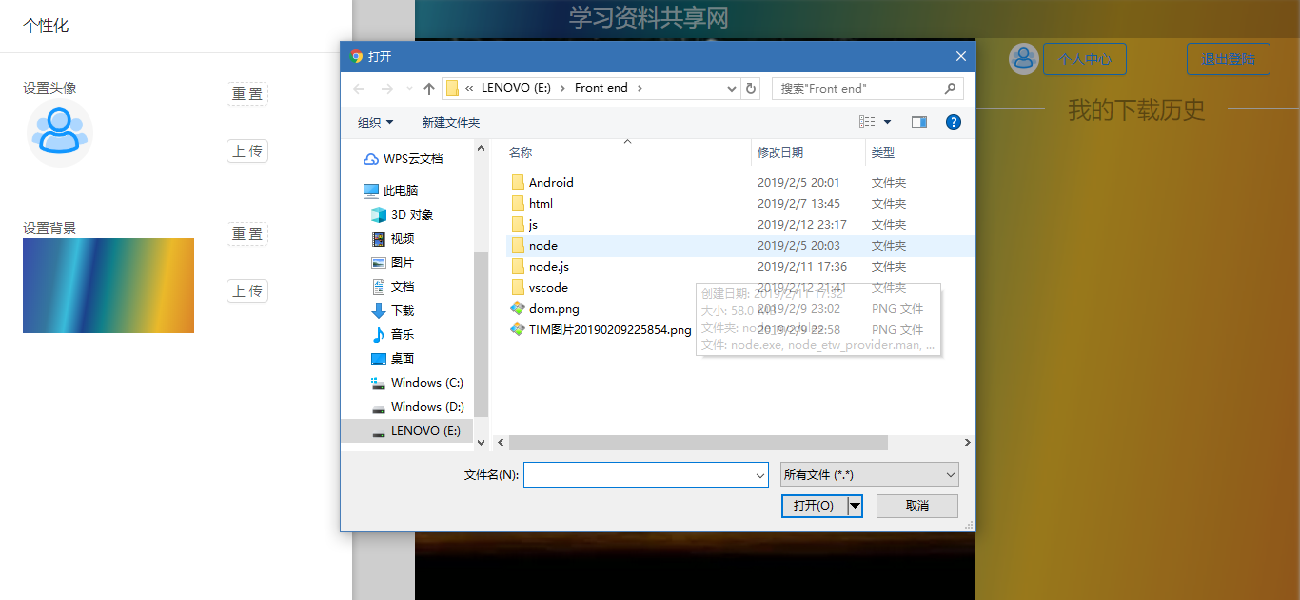 个性化
学习资料共享网
打开
个人中心
退出登陆
设置头像
重置
上传
LENOVO (E:) › Front end ›
搜索"Front end"
我的下载历史
组织
新建文件夹
WPS云文档
此电脑
3D 对象
视频
图片
文档
下载
音乐
桌面
Windows (C:)
Windows (D:)
LENOVO (E:)
名称 修改日期 类型
Android 2019/2/5 20:01 文件夹
html 2019/2/7 13:45 文件夹
js 2019/2/12 23:17 文件夹
node 2019/2/5 20:03 文件夹
node.js 2019/2/11 17:36 文件夹
vscode 2019/2/12 21:41 文件夹
dom.png 2019/2/9 23:02 PNG 文件
TIM图片20190209225854.png 2019/2/9 22:58 PNG 文件
创建日期: 2019/2/11 17:32
大小: 58.0 MB
文件夹: node_modules
文件: node.exe, node_etw_provider.man, ...
设置背景
重置
上传
文件名(N):
所有文件 (*.*)
打开(O)
取消